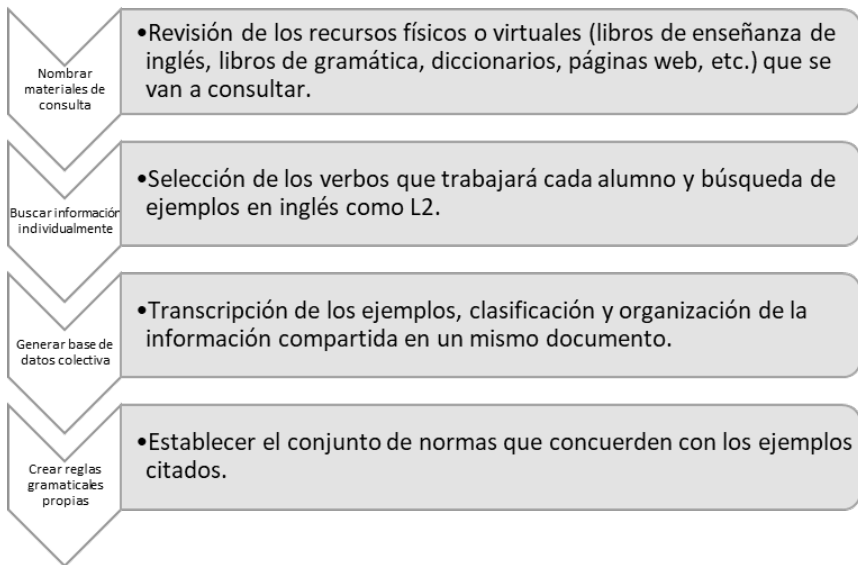 Nombrar
materiales de
consulta
•Revisión de los recursos físicos o virtuales (libros de enseñanza de
inglés, libros de gramática, diccionarios, páginas web, etc.) que se
van a consultar.
Buscar información
individualmente
•Selección de los verbos que trabajará cada alumno y búsqueda de
ejemplos en inglés como L2.
Generar base de
datos colectiva
•Transcripción de los ejemplos, clasificación y organización de la
información compartida en un mismo documento.
Crear reglas
gramaticales
propias
•Establecer el conjunto de normas que concuerden con los ejemplos
citados.